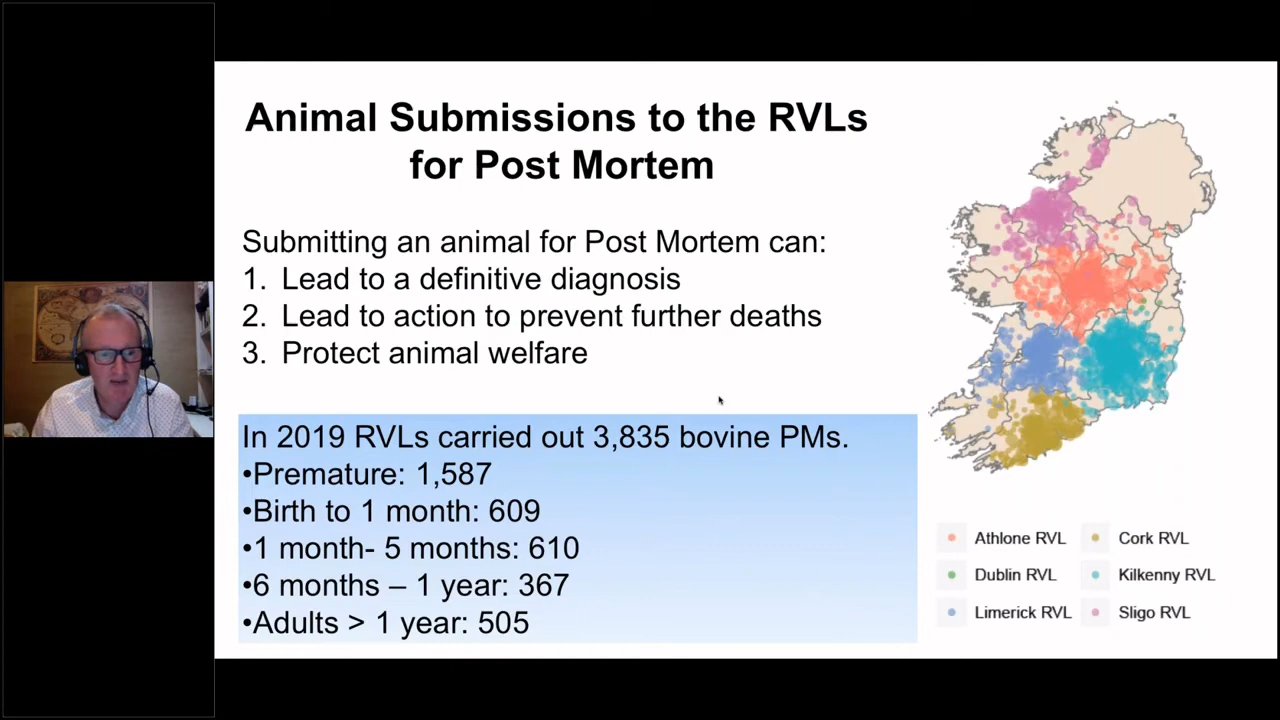 Animal Submissions to the RVLs
for Post Mortem
Submitting an animal for Post Mortem can:
1. Lead to a definitive diagnosis
2. Lead to action to prevent further deaths
3. Protect animal welfare
In 2019 RVLs carried out 3,835 bovine PMs.
•Premature: 1,587
•Birth to 1 month: 609
•1 month- 5 months: 610
•6 months – 1 year: 367
•Adults > 1 year: 505
Athlone RVL
Cork RVL
Dublin RVL
Kilkenny RVL
Limerick RVL
Sligo RVL